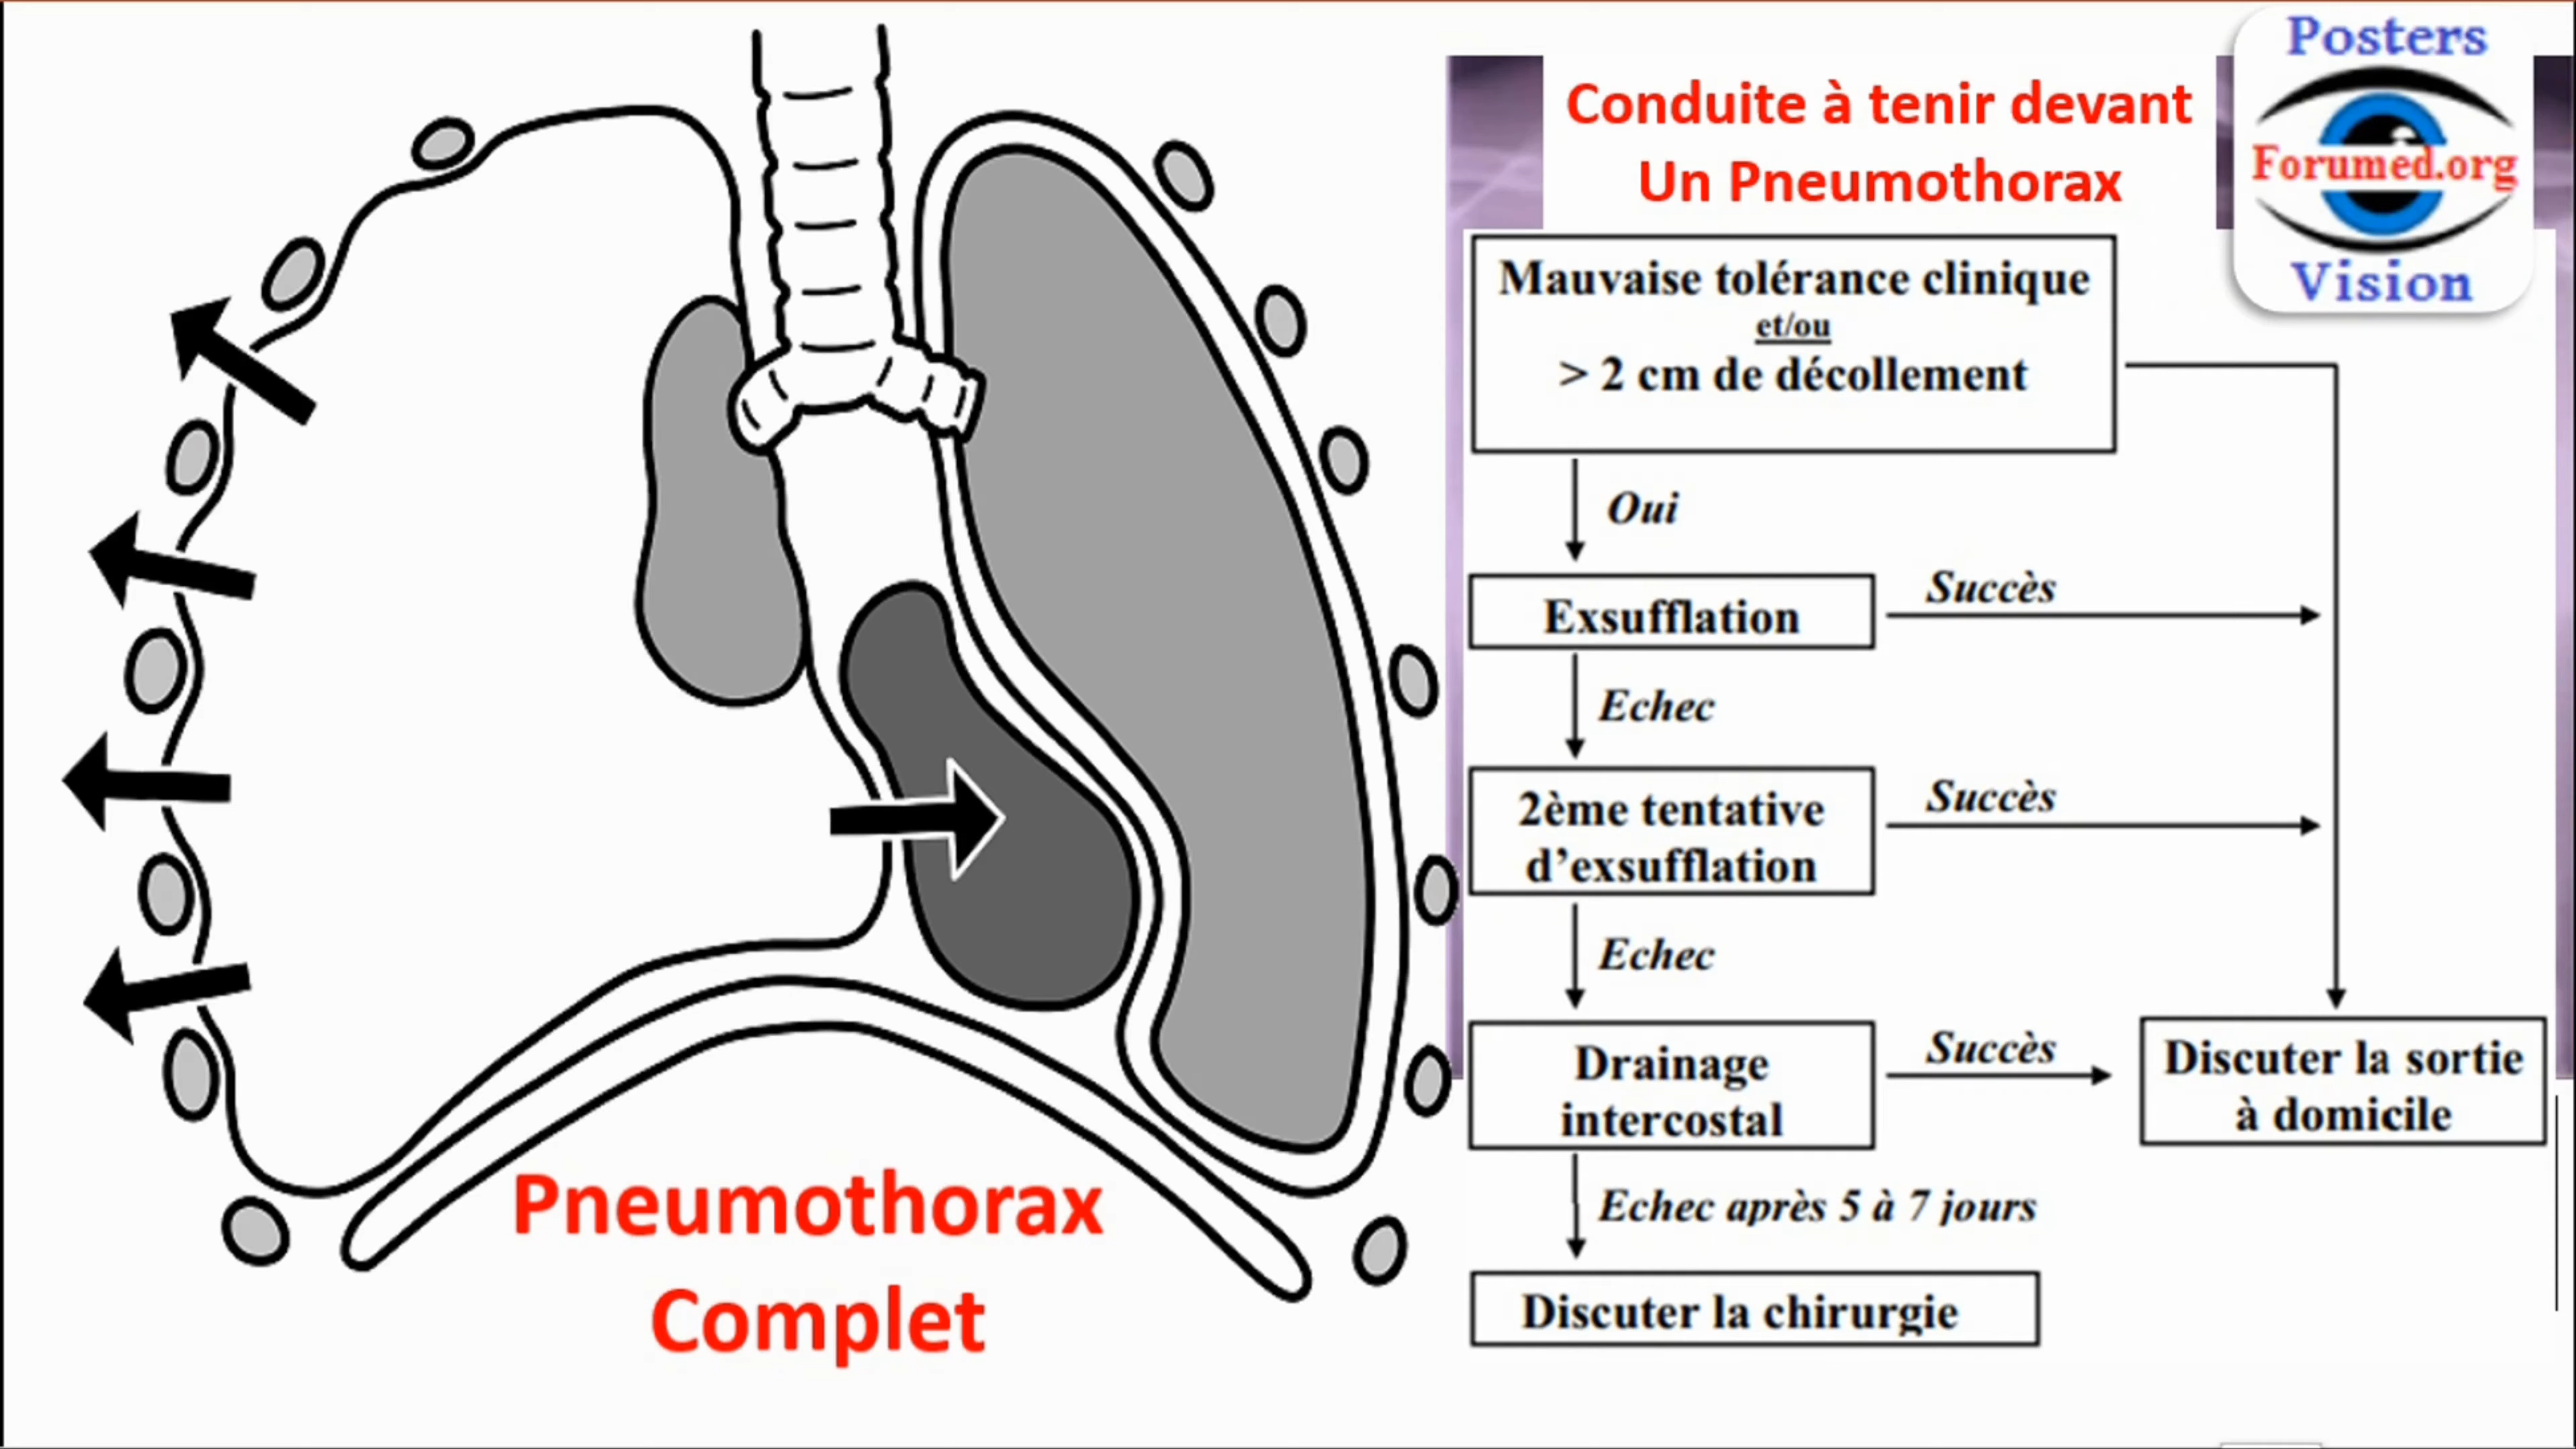 Posters
Forumed.org
Vision
Conduite à tenir devant
Un Pneumothorax
Mauvaise tolérance clinique
et/ou
> 2 cm de décollement
Oui
Exsufflation
Succès
Echec
2ème tentative
d’exsufflation
Succès
Echec
Drainage
intercostal
Succès
Discuter la sortie
à domicile
Echec après 5 à 7 jours
Discuter la chirurgie
Pneumothorax
Complet